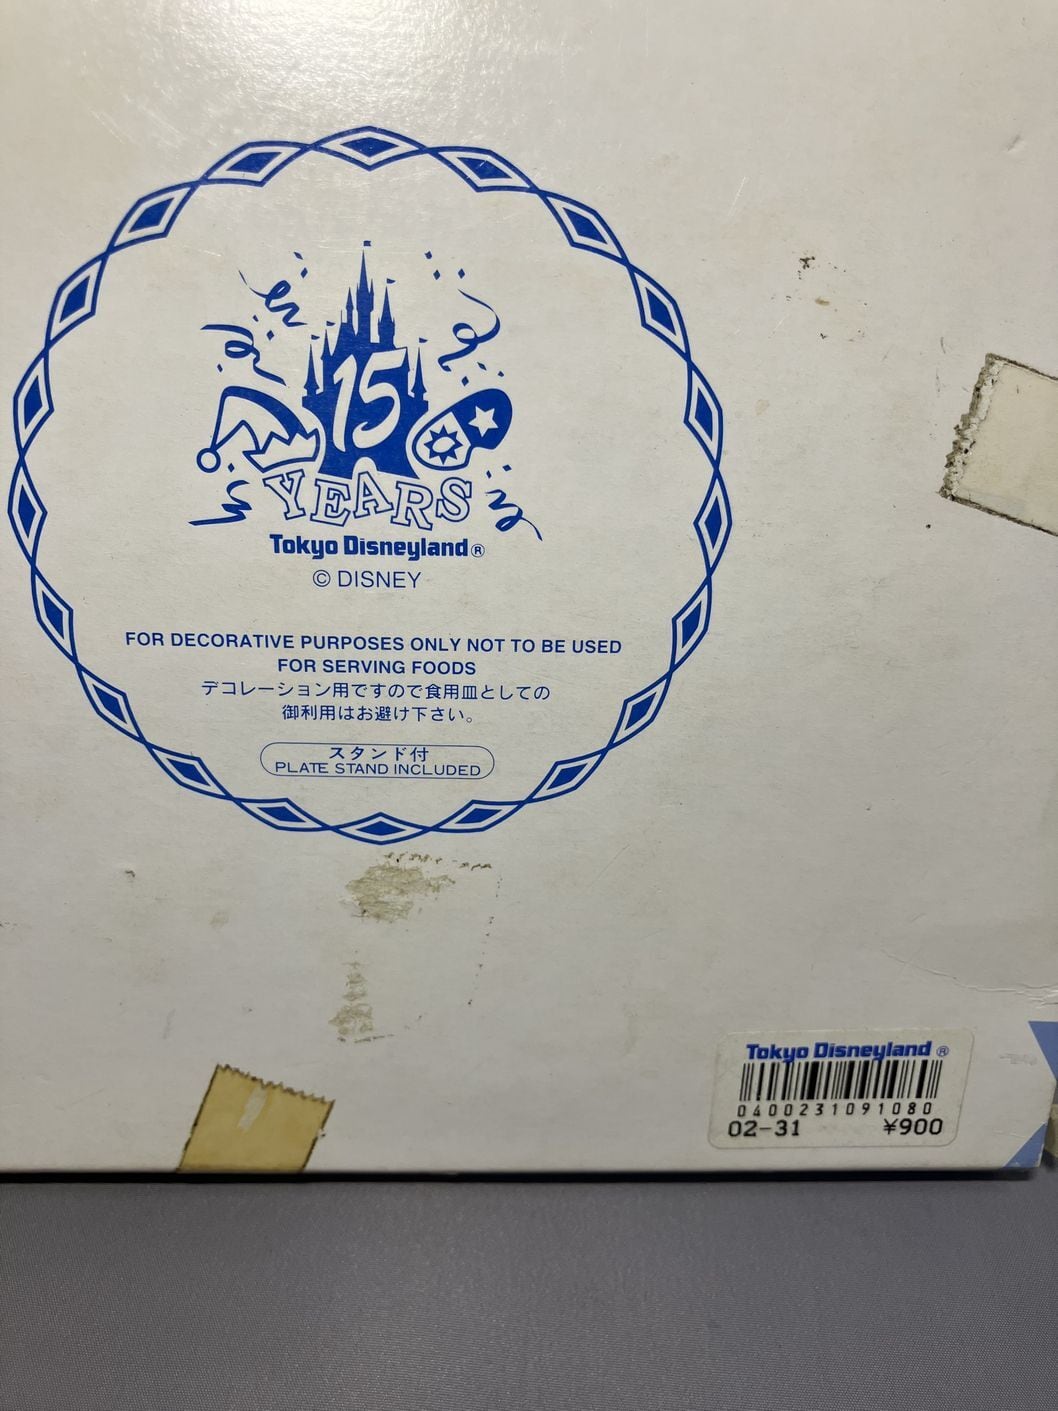 15
YEARS
Tokyo Disneyland®
© DISNEY
FOR DECORATIVE PURPOSES ONLY NOT TO BE USED
FOR SERVING FOODS
デコレーション用ですので食用皿としての
御利用はお避け下さい。
スタンド付
PLATE STAND INCLUDED
Tokyo Disneyland®
0400231091080
02-31 ¥900